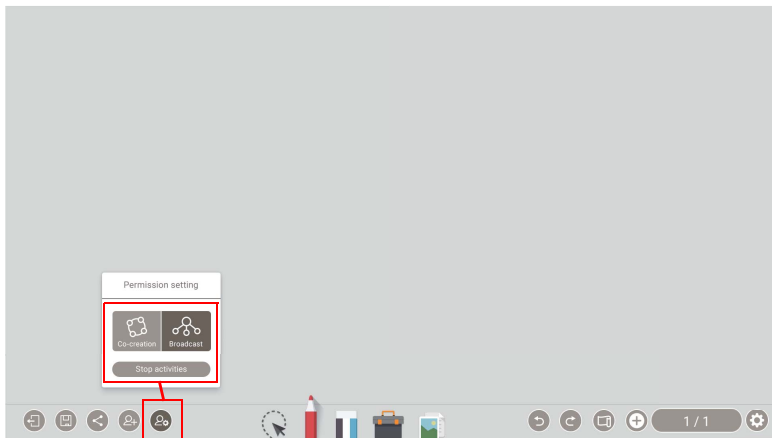 Permission setting
Co-creation Broadcast
Stop activities
1 / 1